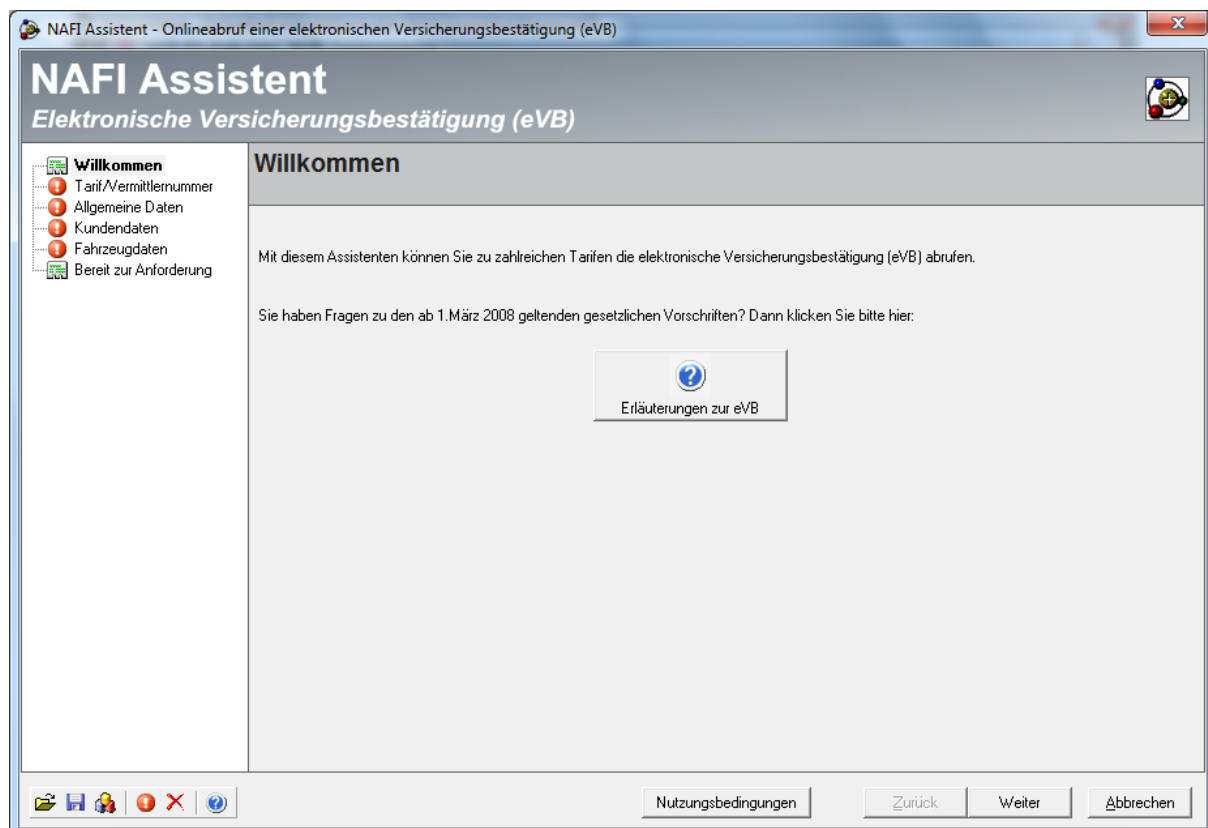 NAFI Assistent - Onlineabruf einer elektronischen Versicherungsbestätigung (eVB)
NAFI Assistent
Elektronische Versicherungsbestätigung (eVB)
Willkommen
Tarif/Vermittlernummer
Allgemeine Daten
Kundendaten
Fahrzeugdaten
Bereit zur Anforderung
Willkommen
Mit diesem Assistenten können Sie zu zahlreichen Tarifen die elektronische Versicherungsbestätigung (eVB) abrufen.
Sie haben Fragen zu den ab 1.März 2008 geltenden gesetzlichen Vorschriften? Dann klicken Sie bitte hier:
Erläuterungen zur eVB
Nutzungsbedingungen
Zurück
Weiter
Abbrechen